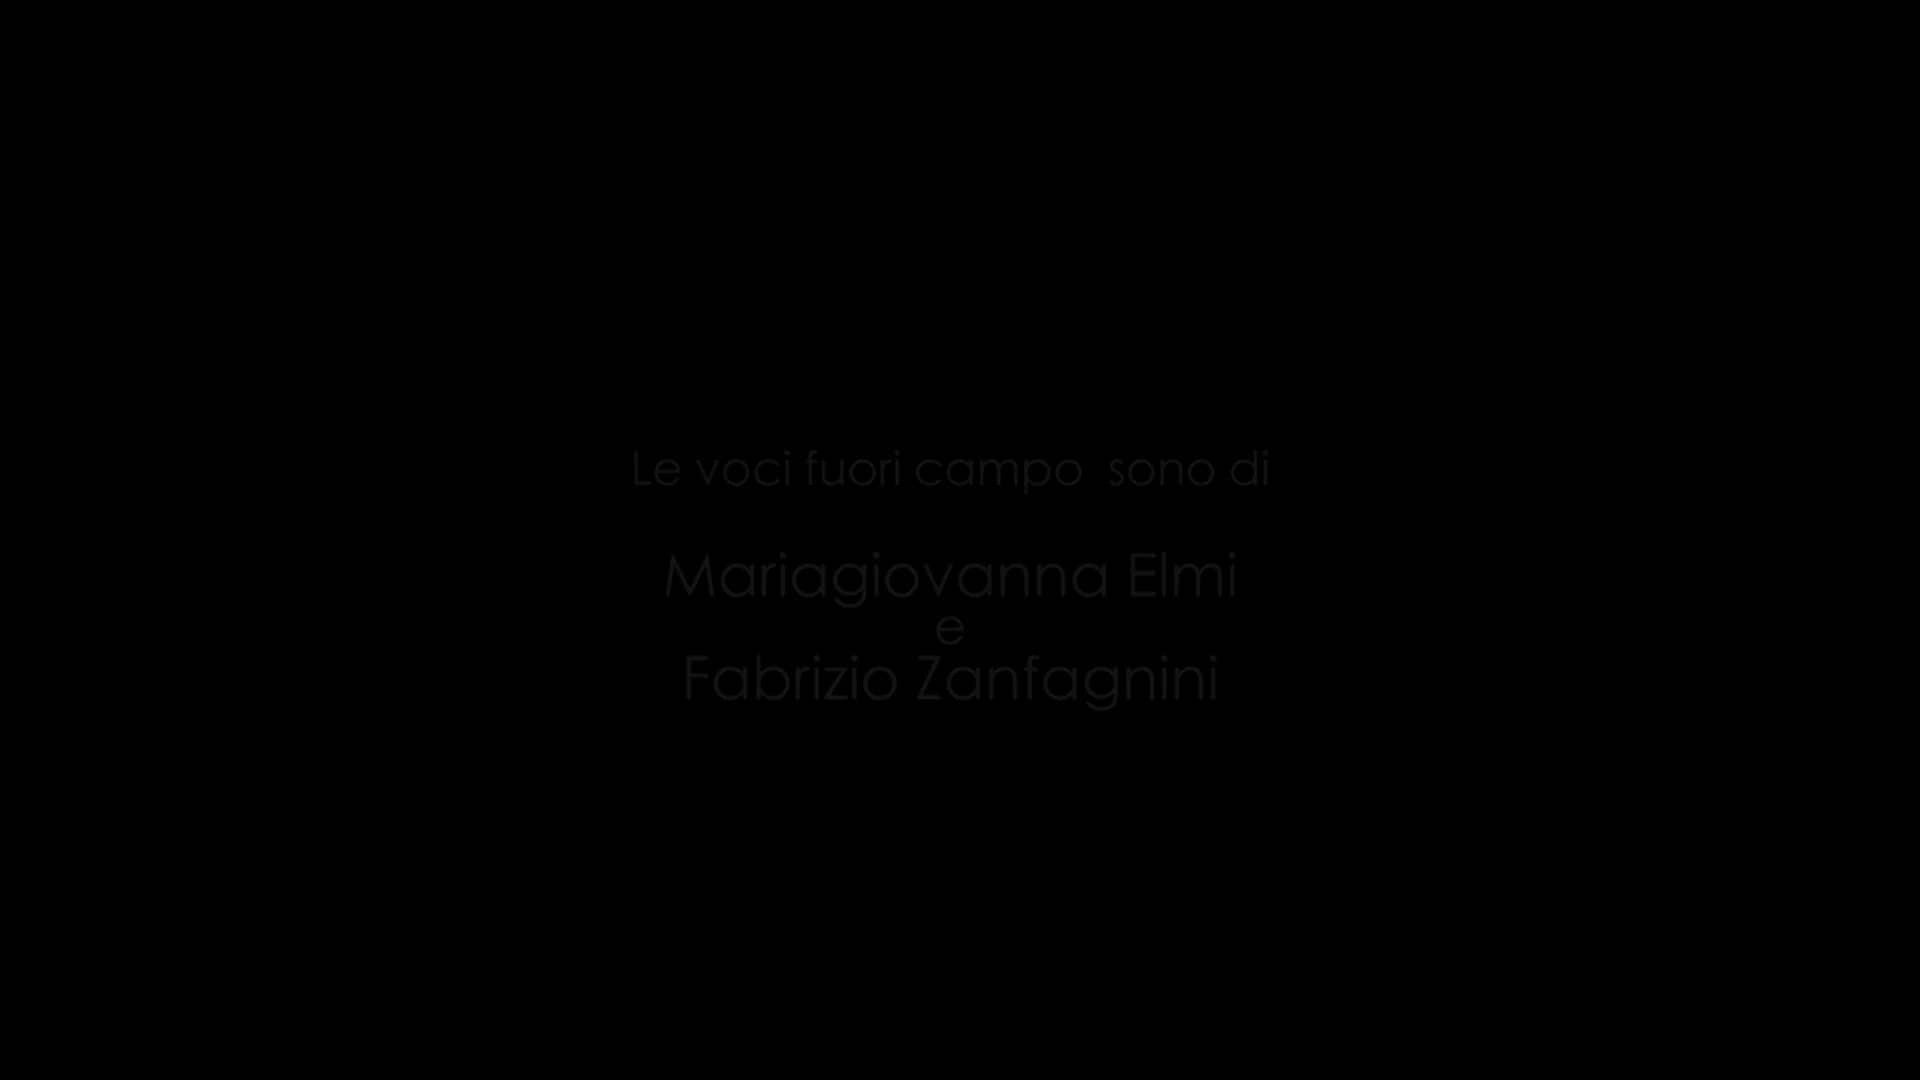 Le voci fuori campo  sono di
Mariagiovanna Elmi
e
Fabrizio Zanfagnini